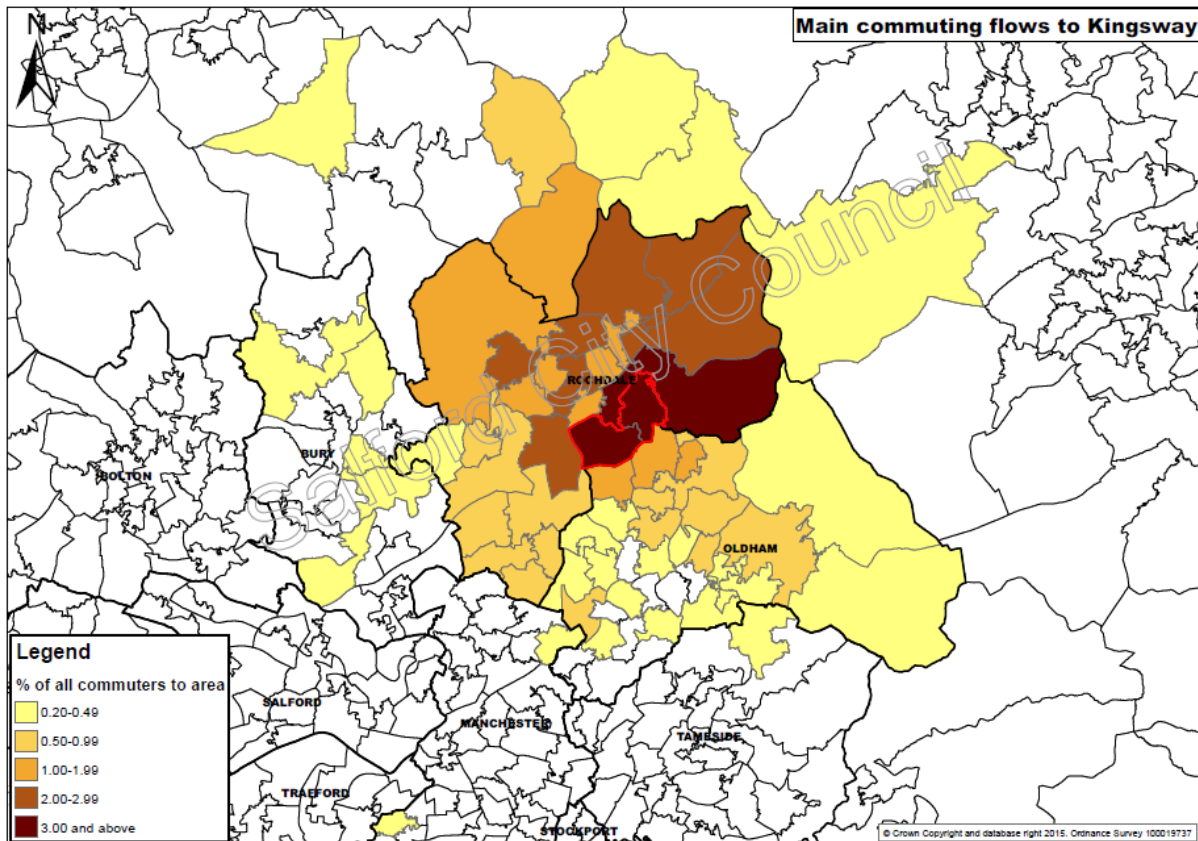 N
Main commuting flows to Kingsway
Salford City Council
ROCHDALE
BURY
BOLTON
OLDHAM
Legend
% of all commuters to area
0.20-0.49
0.50-0.99
1.00-1.99
2.00-2.99
3.00 and above
SALFORD
MANCHESTER
TAMESIDE
TRAFFORD
STOCKPORT
© Crown Copyright and database right 2015. Ordnance Survey 100019737